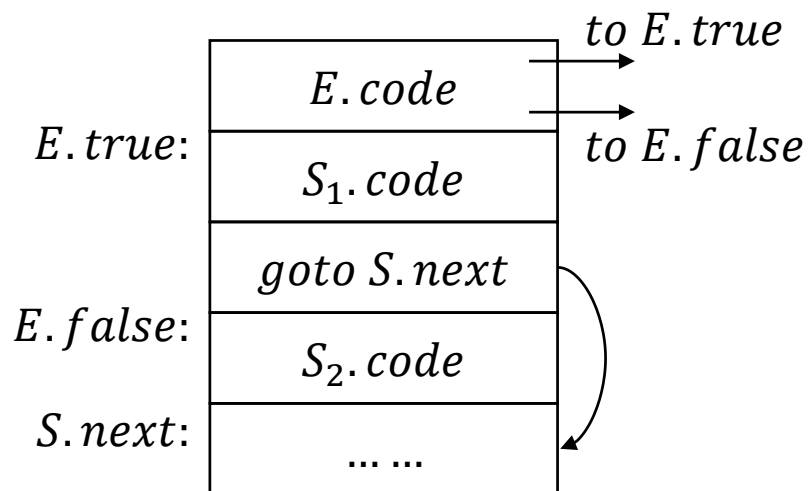 to E.true
E.code
to E.false
E.true:
S₁.code
goto S.next
E.false:
S₂.code
S.next:
... ...